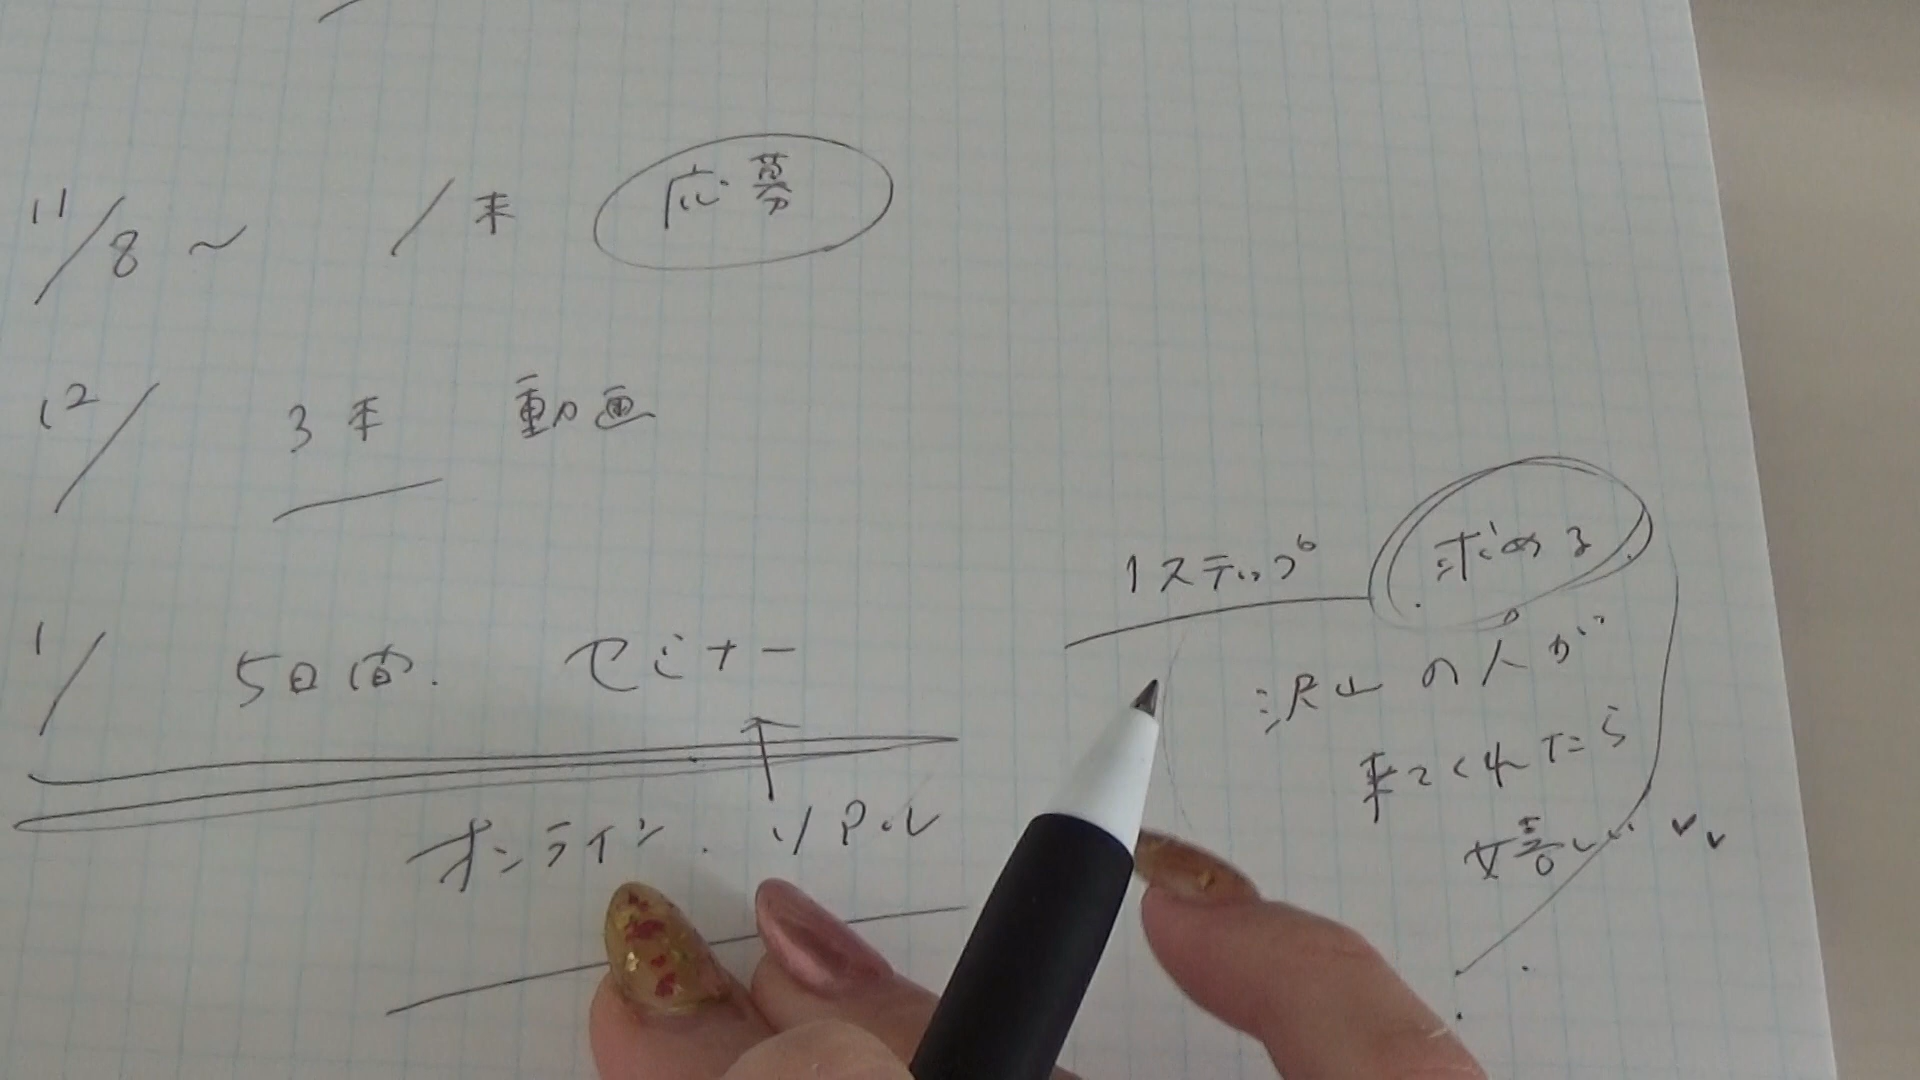 11/8〜 /末 応募
12/ 3本 動画
1/ 5日間. セミナー
オンライン. リアル
1ステップ 求める
沢山の人が
来てくれたら
嬉しい